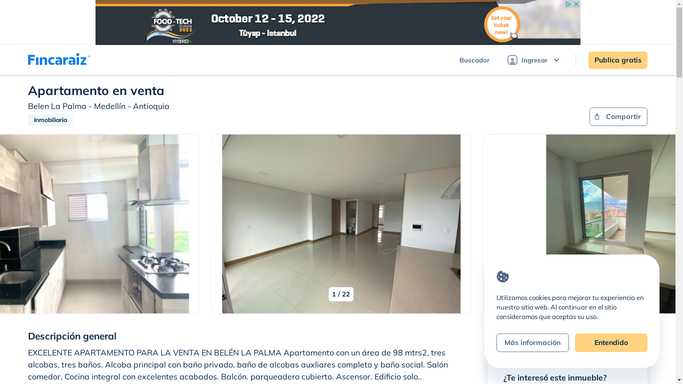 FOOD-TECH
EURASIA
2022
HYBRID
October 12 - 15, 2022
Tüyap - Istanbul
Get your
ticket
now!
Fincaraiz
Buscador
Ingresar
Publica gratis
Apartamento en venta
Belen La Palma - Medellín - Antioquia
Inmobiliaria
Compartir
1 / 22
Utilizamos cookies para mejorar tu experiencia en
nuestro sitio web. Al continuar en el sitio
consideramos que aceptas su uso.
Más información
Entendido
Descripción general
EXCELENTE APARTAMENTO PARA LA VENTA EN BELÉN LA PALMA Apartamento con un área de 98 mtrs2, tres
alcobas, tres baños. Alcoba principal con baño privado, baño de alcobas auxliares completo y baño social. Salón
comedor, Cocina integral con excelentes acabados. Balcón. parqueadero cubierto. Ascensor. Edificio solo..
¿Te interesó este inmueble?